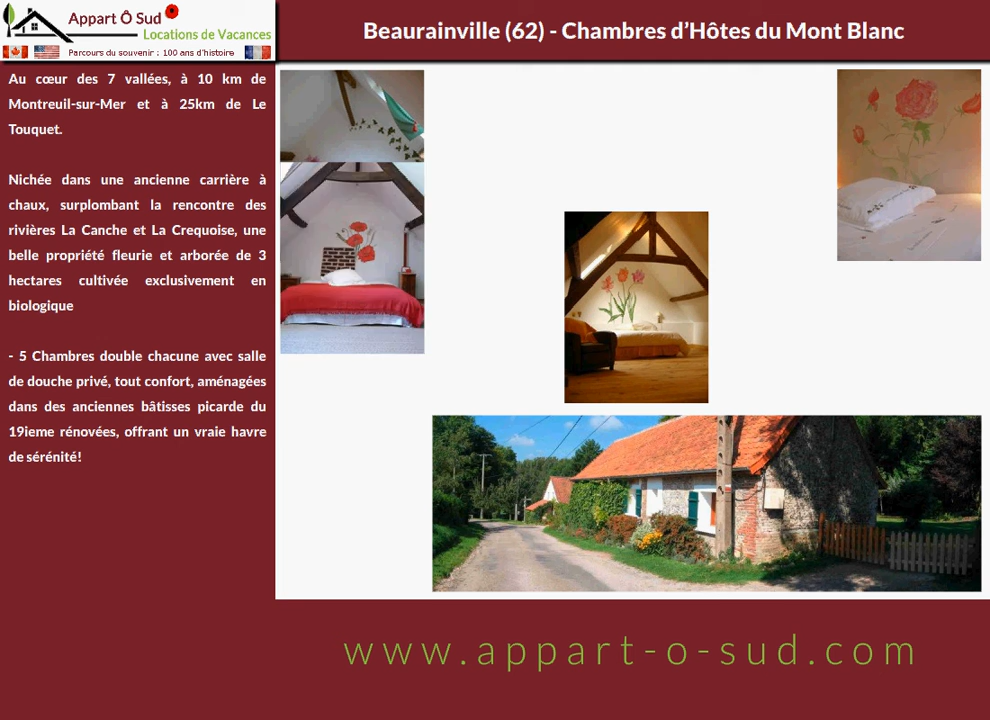 Appart Ô Sud
Locations de Vacances
Parcours du souvenir : 100 ans d'histoire
Beaurainville (62) - Chambres d’Hôtes du Mont Blanc
Au cœur des 7 vallées, à 10 km de
Montreuil-sur-Mer et à 25km de Le
Touquet.
Nichée dans une ancienne carrière à
chaux, surplombant la rencontre des
rivières La Canche et La Crequoise, une
belle propriété fleurie et arborée de 3
hectares cultivée exclusivement en
biologique
- 5 Chambres double chacune avec salle
de douche privé, tout confort, aménagées
dans des anciennes bâtisses picarde du
19ieme rénovées, offrant un vraie havre
de sérénité!
www.appart-o-sud.com